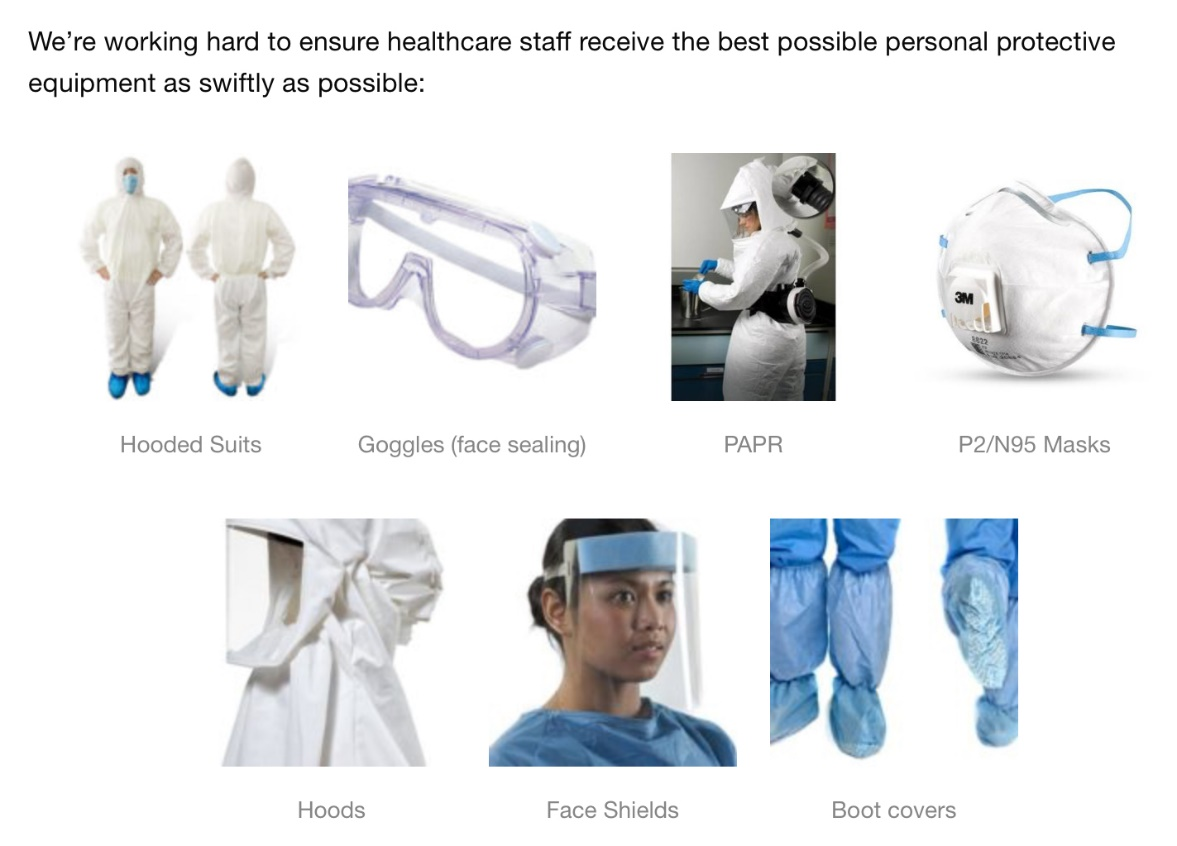 We’re working hard to ensure healthcare staff receive the best possible personal protective
equipment as swiftly as possible:
3M
8822
Hooded Suits
Goggles (face sealing)
PAPR
P2/N95 Masks
Hoods
Face Shields
Boot covers